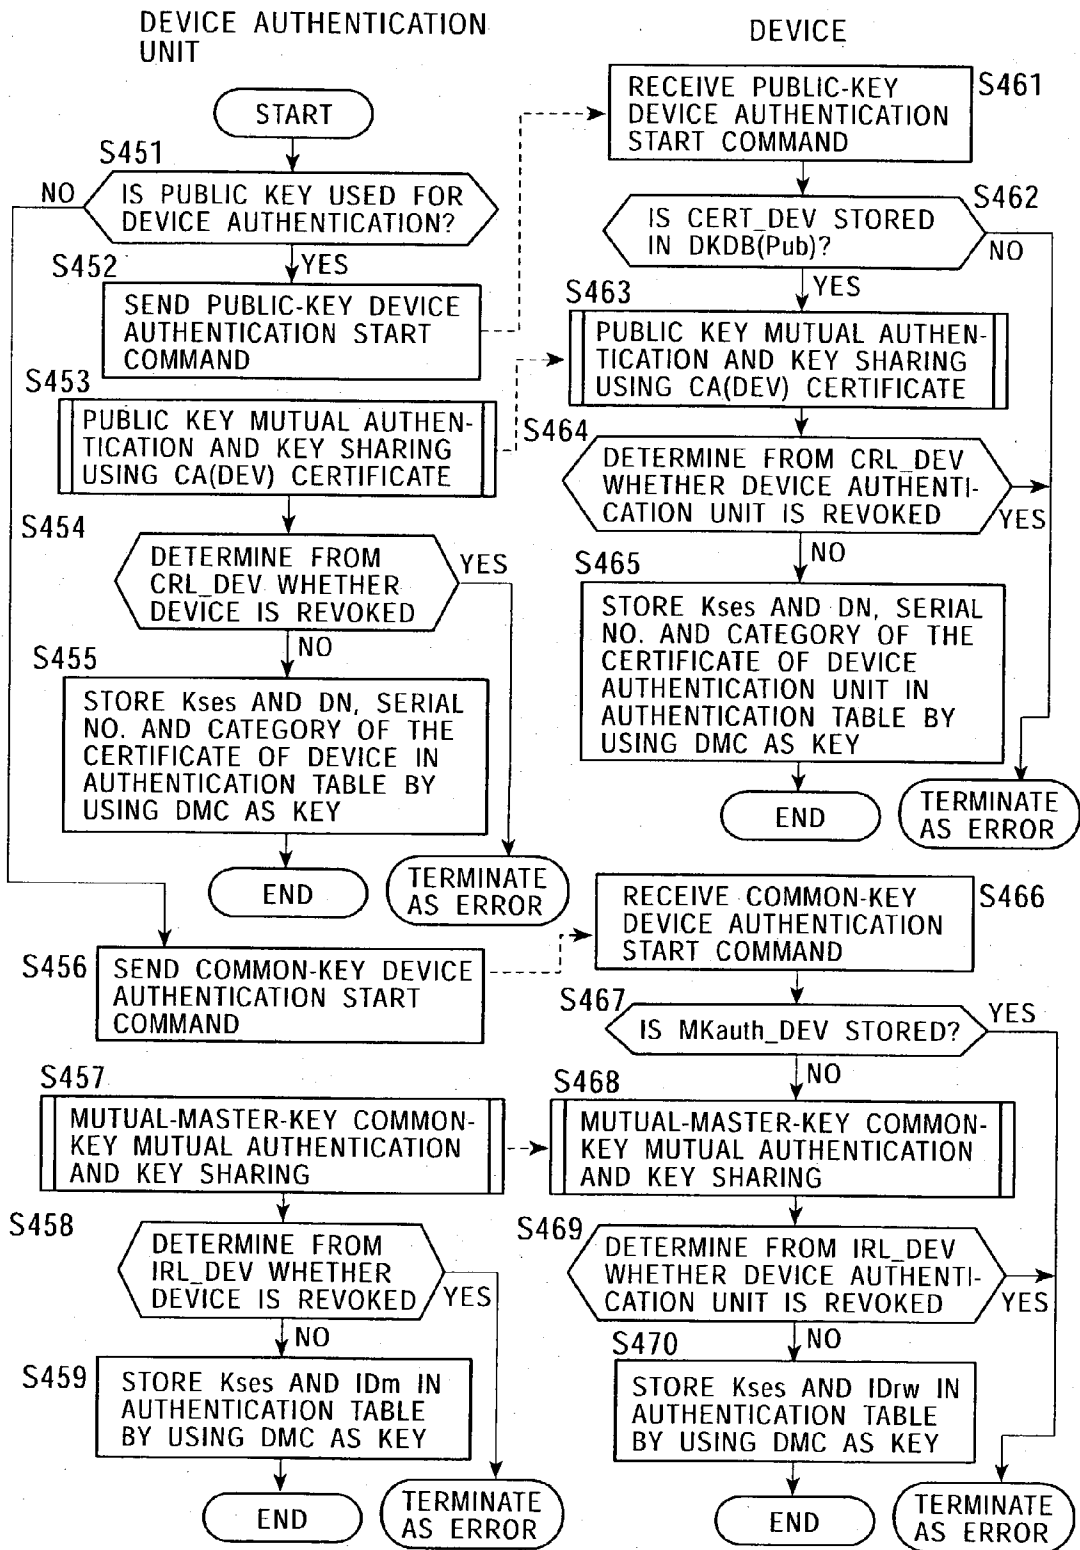 DEVICE AUTHENTICATION
UNIT
START
S451
NO
IS PUBLIC KEY USED FOR
DEVICE AUTHENTICATION?
YES
S452
SEND PUBLIC-KEY DEVICE
AUTHENTICATION START
COMMAND
S453
PUBLIC KEY MUTUAL AUTHEN-
TICATION AND KEY SHARING
USING CA(DEV) CERTIFICATE
S454
DETERMINE FROM
CRL_DEV WHETHER
DEVICE IS REVOKED
YES
NO
S455
STORE Kses AND DN, SERIAL
NO. AND CATEGORY OF THE
CERTIFICATE OF DEVICE IN
AUTHENTICATION TABLE BY
USING DMC AS KEY
END
TERMINATE
AS ERROR
S456
SEND COMMON-KEY DEVICE
AUTHENTICATION START
COMMAND
S457
MUTUAL-MASTER-KEY COMMON-
KEY MUTUAL AUTHENTICATION
AND KEY SHARING
S458
DETERMINE FROM
IRL_DEV WHETHER
DEVICE IS REVOKED
YES
NO
S459
STORE Kses AND IDm IN
AUTHENTICATION TABLE
BY USING DMC AS KEY
END
TERMINATE
AS ERROR
DEVICE
RECEIVE PUBLIC-KEY
DEVICE AUTHENTICATION
START COMMAND
S461
S462
IS CERT_DEV STORED
IN DKDB(Pub)?
NO
YES
S463
PUBLIC KEY MUTUAL AUTHEN-
TICATION AND KEY SHARING
USING CA(DEV) CERTIFICATE
S464
DETERMINE FROM CRL_DEV
WHETHER DEVICE AUTHENTI-
CATION UNIT IS REVOKED
YES
NO
S465
STORE Kses AND DN, SERIAL
NO. AND CATEGORY OF THE
CERTIFICATE OF DEVICE
AUTHENTICATION UNIT IN
AUTHENTICATION TABLE BY
USING DMC AS KEY
END
TERMINATE
AS ERROR
RECEIVE COMMON-KEY
DEVICE AUTHENTICATION
START COMMAND
S466
S467
IS MKauth_DEV STORED?
YES
NO
S468
MUTUAL-MASTER-KEY COMMON-
KEY MUTUAL AUTHENTICATION
AND KEY SHARING
S469
DETERMINE FROM IRL_DEV
WHETHER DEVICE AUTHENTI-
CATION UNIT IS REVOKED
YES
NO
S470
STORE Kses AND IDrw IN
AUTHENTICATION TABLE
BY USING DMC AS KEY
END
TERMINATE
AS ERROR